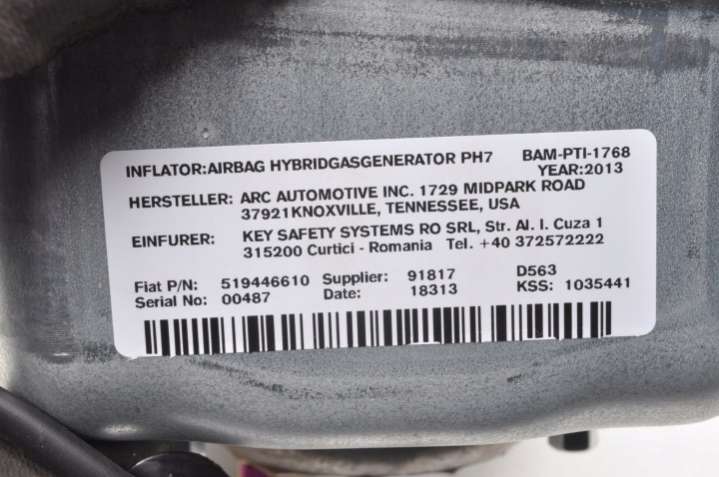 INFLATOR:AIRBAG HYBRIDGASGENERATOR PH7 BAM-PTI-1768
YEAR:2013
HERSTELLER: ARC AUTOMOTIVE INC. 1729 MIDPARK ROAD
37921KNOXVILLE, TENNESSEE, USA
EINFURER: KEY SAFETY SYSTEMS RO SRL, Str. Al. I. Cuza 1
315200 Curtici - Romania Tel. +40 372572222
Fiat P/N: 519446610 Supplier: 91817 D563
Serial No: 00487 Date: 18313 KSS: 1035441